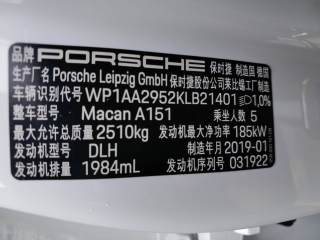 品牌 PORSCHE 保时捷 制造国 德国
生产厂名 Porsche Leipzig GmbH 保时捷股份公司莱比锡工厂制造
车辆识别代号 WP1AA2952KLB21401 1,0%
整车型号 Macan A151 乘坐人数 5
最大允许总质量 2510kg 发动机最大净功率 185kW
发动机型号 DLH 制造年月 2019-01
发动机排量 1984mL 发动机序列号 031922